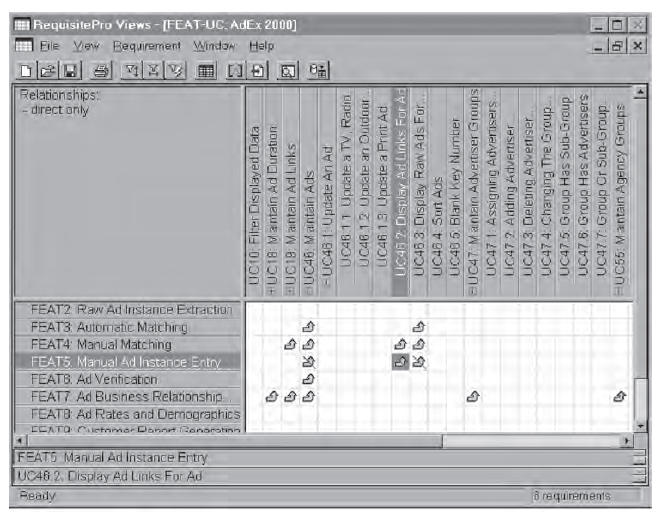 RequisitePro Views - [FEAT-UC: AdEx 2000]
File View Requirement Window Help
Relationships:
- direct only
UC10: Filter Displayed Data
UC18: Maintain Ad Duration
UC19: Maintain Ad Links
UC46: Maintain Ads
UC46.1: Update An Ad
UC46.1.1: Update a TV, Radio
UC46.1.2: Update an Outdoor...
UC46.1.3: Update a Print Ad
UC46.2: Display Ad Links For Ad
UC46.3: Display Raw Ads For...
UC46.4: Sort Ads
UC46.5: Blank Key Number
UC47: Maintain Advertiser Groups
UC47.1: Assigning Advertisers...
UC47.2: Adding Advertiser
UC47.3: Deleting Advertiser
UC47.4: Changing The Group...
UC47.5: Group Has Sub-Group
UC47.6: Group Has Advertisers
UC47.7: Group Or Sub-Group
UC55: Maintain Agency Groups
FEAT2: Raw Ad Instance Extraction
FEAT3: Automatic Matching
FEAT4: Manual Matching
FEAT5: Manual Ad Instance Entry
FEAT6: Ad Verification
FEAT7: Ad Business Relationship...
FEAT8: Ad Rates and Demographics
FEAT9: Customer Report Generation
FEAT5: Manual Ad Instance Entry
UC46.2: Display Ad Links For Ad
Ready 8 requirements